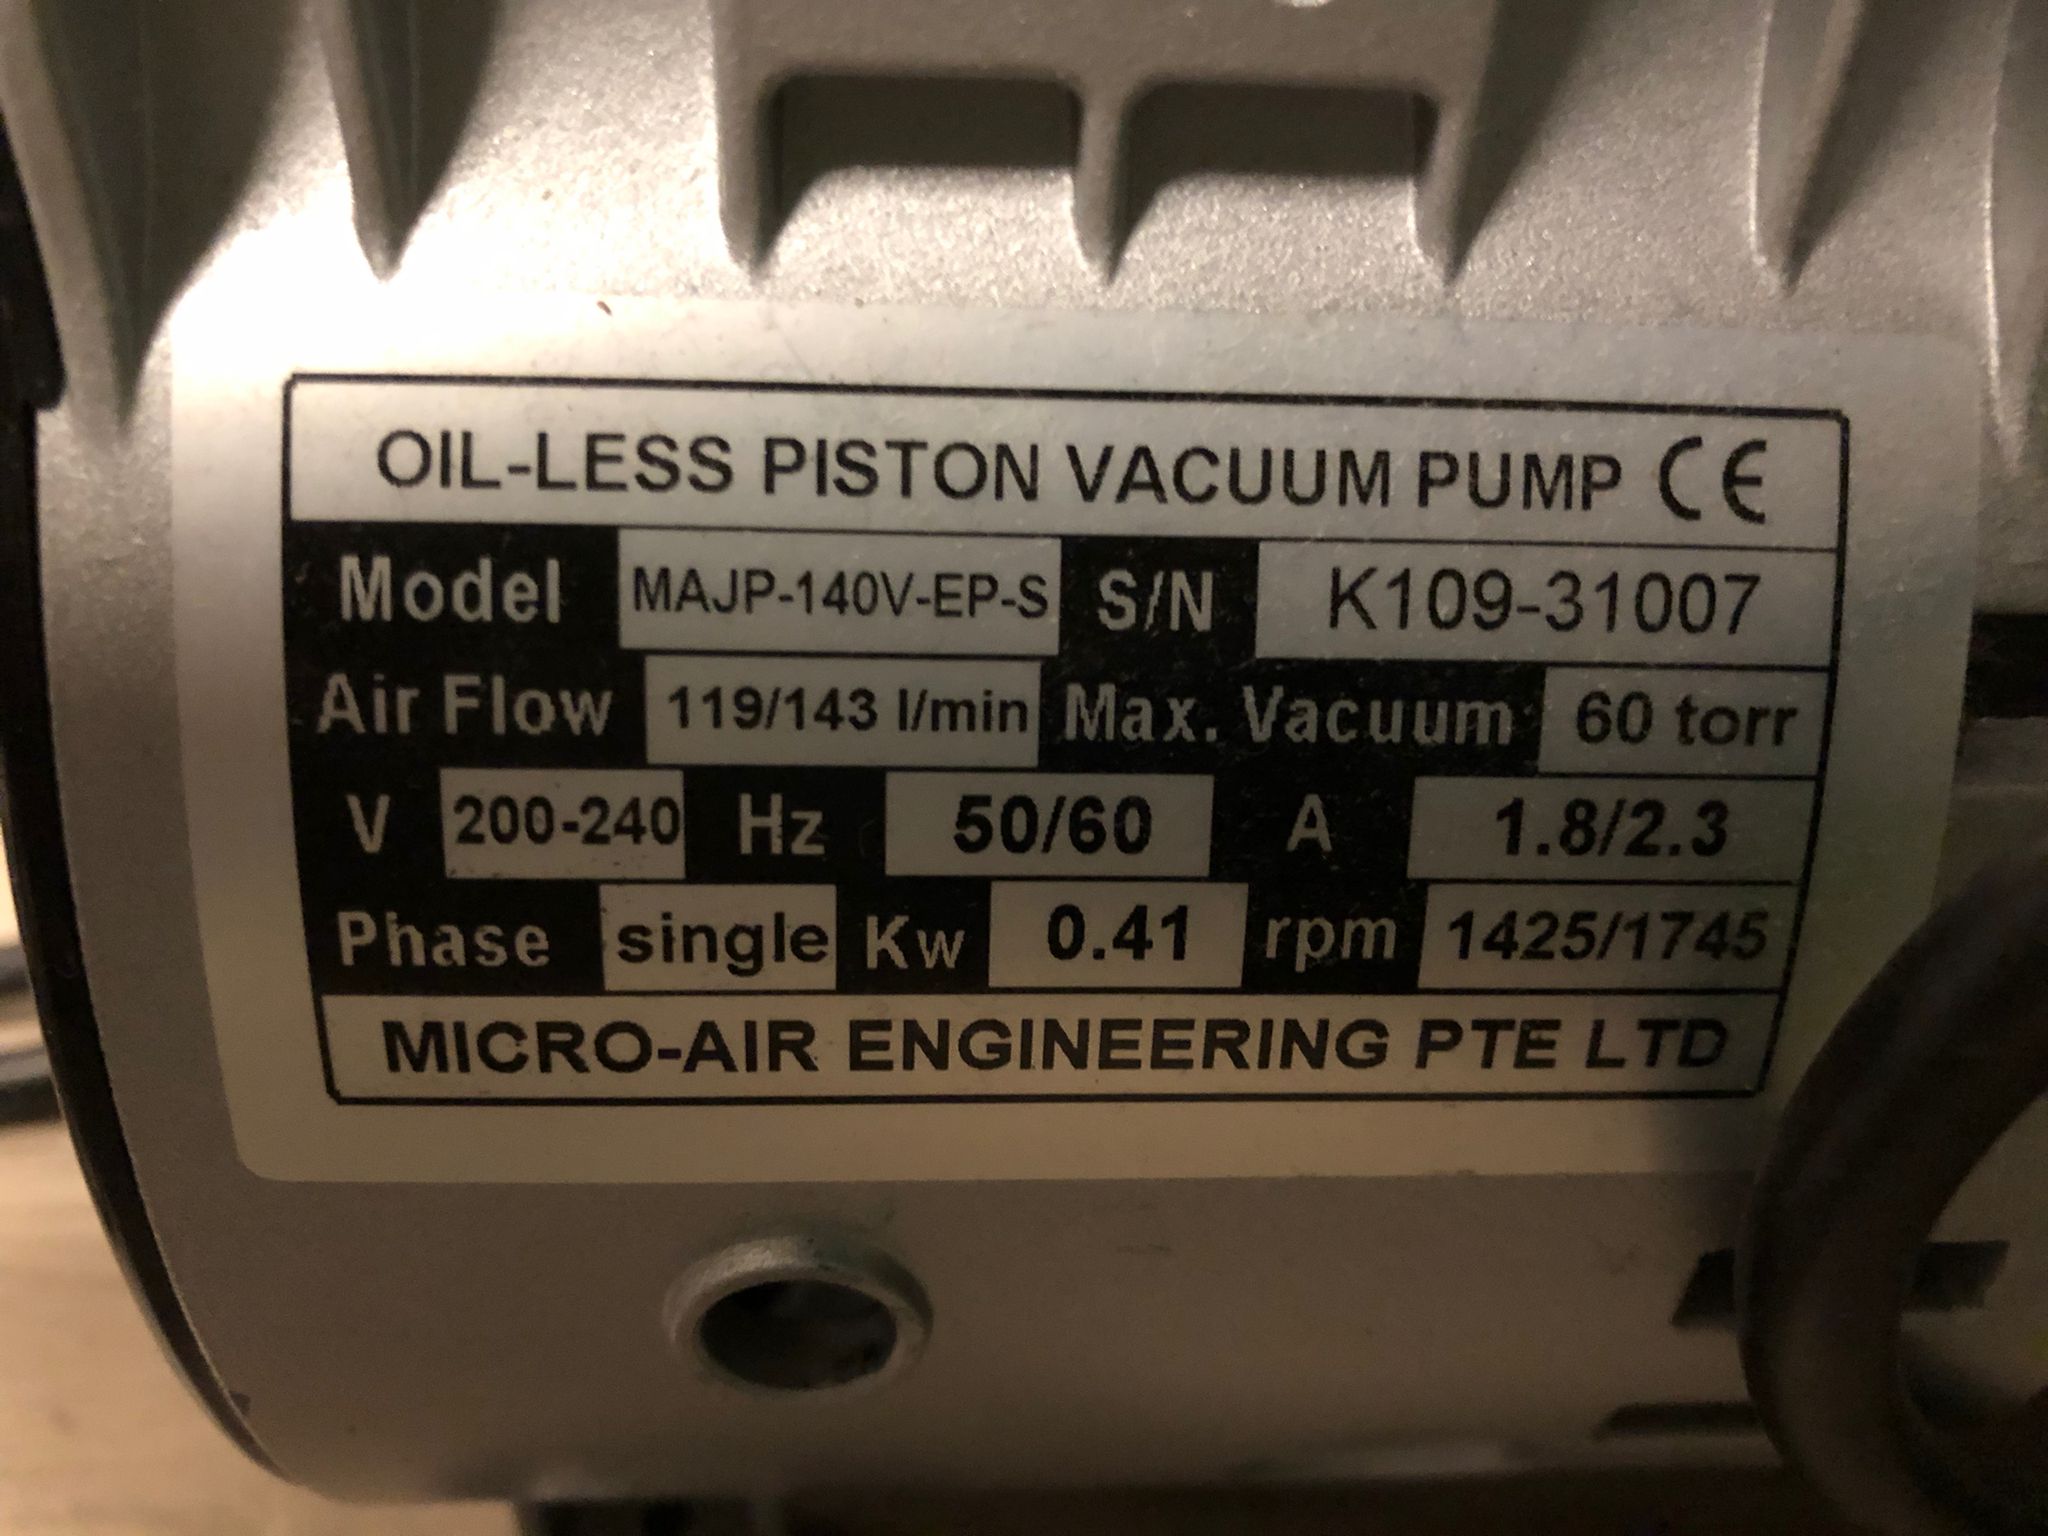 OIL-LESS PISTON VACUUM PUMP CE
Model MAJP-140V-EP-S S/N K109-31007
Air Flow 119/143 l/min Max. Vacuum 60 torr
V 200-240 Hz 50/60 A 1.8/2.3
Phase single Kw 0.41 rpm 1425/1745
MICRO-AIR ENGINEERING PTE LTD